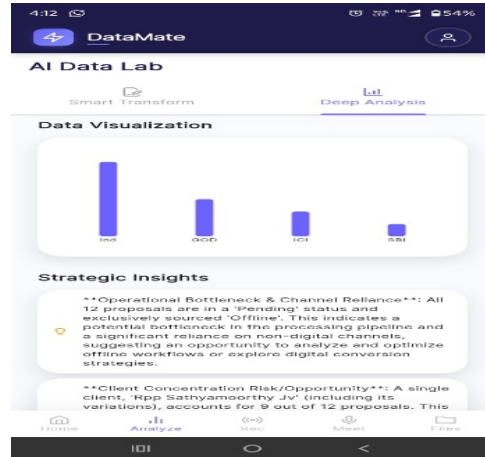 4:12 54%
DataMate
AI Data Lab
Smart Transform Deep Analysis
Data Visualization
Ind GOD ICI SBI
Strategic Insights
**Operational Bottleneck & Channel Reliance**: All
12 proposals are in a 'Pending' status and
exclusively sourced 'Offline'. This indicates a
potential bottleneck in the processing pipeline and
a significant reliance on non-digital channels,
suggesting an opportunity to analyze and optimize
offline workflows or explore digital conversion
strategies.
**Client Concentration Risk/Opportunity**: A single
client, 'Rpp Sathyamoorthy Jv' (including its
variations), accounts for 9 out of 12 proposals. This
Home Analyze Rec Meet Files